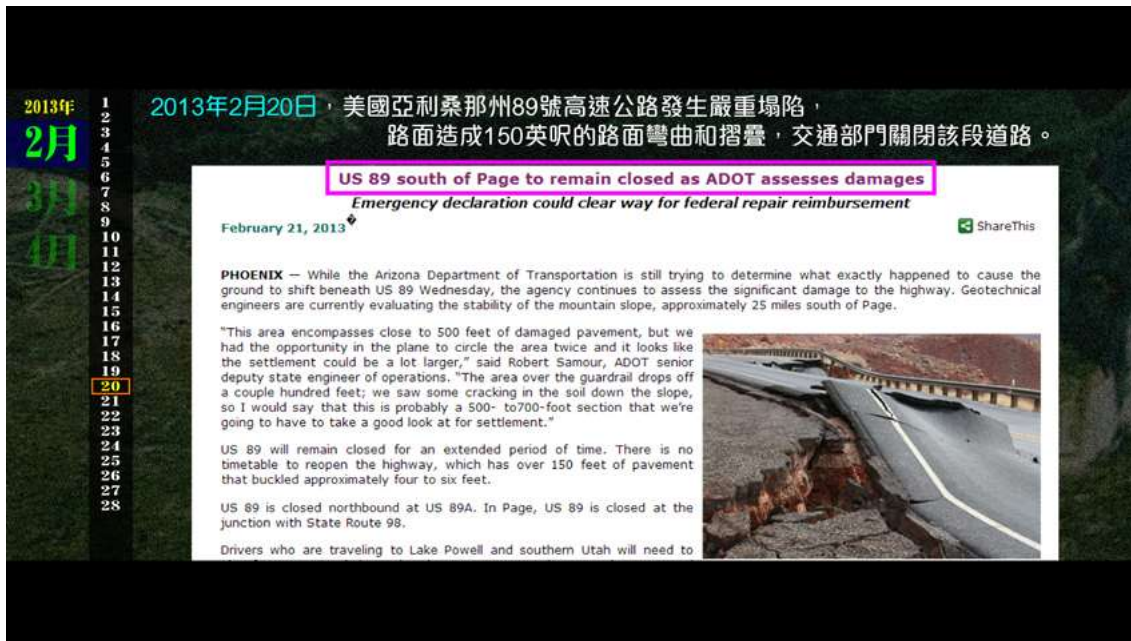 2013年
2月
3月
4月
1
2
3
4
5
6
7
8
9
10
11
12
13
14
15
16
17
18
19
20
21
22
23
24
25
26
27
28
2013年2月20日，美國亞利桑那州89號高速公路發生嚴重塌陷，
路面造成150英呎的路面彎曲和摺疊，交通部門關閉該段道路。
US 89 south of Page to remain closed as ADOT assesses damages
Emergency declaration could clear way for federal repair reimbursement
February 21, 2013�
ShareThis
PHOENIX — While the Arizona Department of Transportation is still trying to determine what exactly happened to cause the
ground to shift beneath US 89 Wednesday, the agency continues to assess the significant damage to the highway. Geotechnical
engineers are currently evaluating the stability of the mountain slope, approximately 25 miles south of Page.
"This area encompasses close to 500 feet of damaged pavement, but we
had the opportunity in the plane to circle the area twice and it looks like
the settlement could be a lot larger," said Robert Samour, ADOT senior
deputy state engineer of operations. "The area over the guardrail drops off
a couple hundred feet; we saw some cracking in the soil down the slope,
so I would say that this is probably a 500- to700-foot section that we're
going to have to take a good look at for settlement."
US 89 will remain closed for an extended period of time. There is no
timetable to reopen the highway, which has over 150 feet of pavement
that buckled approximately four to six feet.
US 89 is closed northbound at US 89A. In Page, US 89 is closed at the
junction with State Route 98.
Drivers who are traveling to Lake Powell and southern Utah will need to